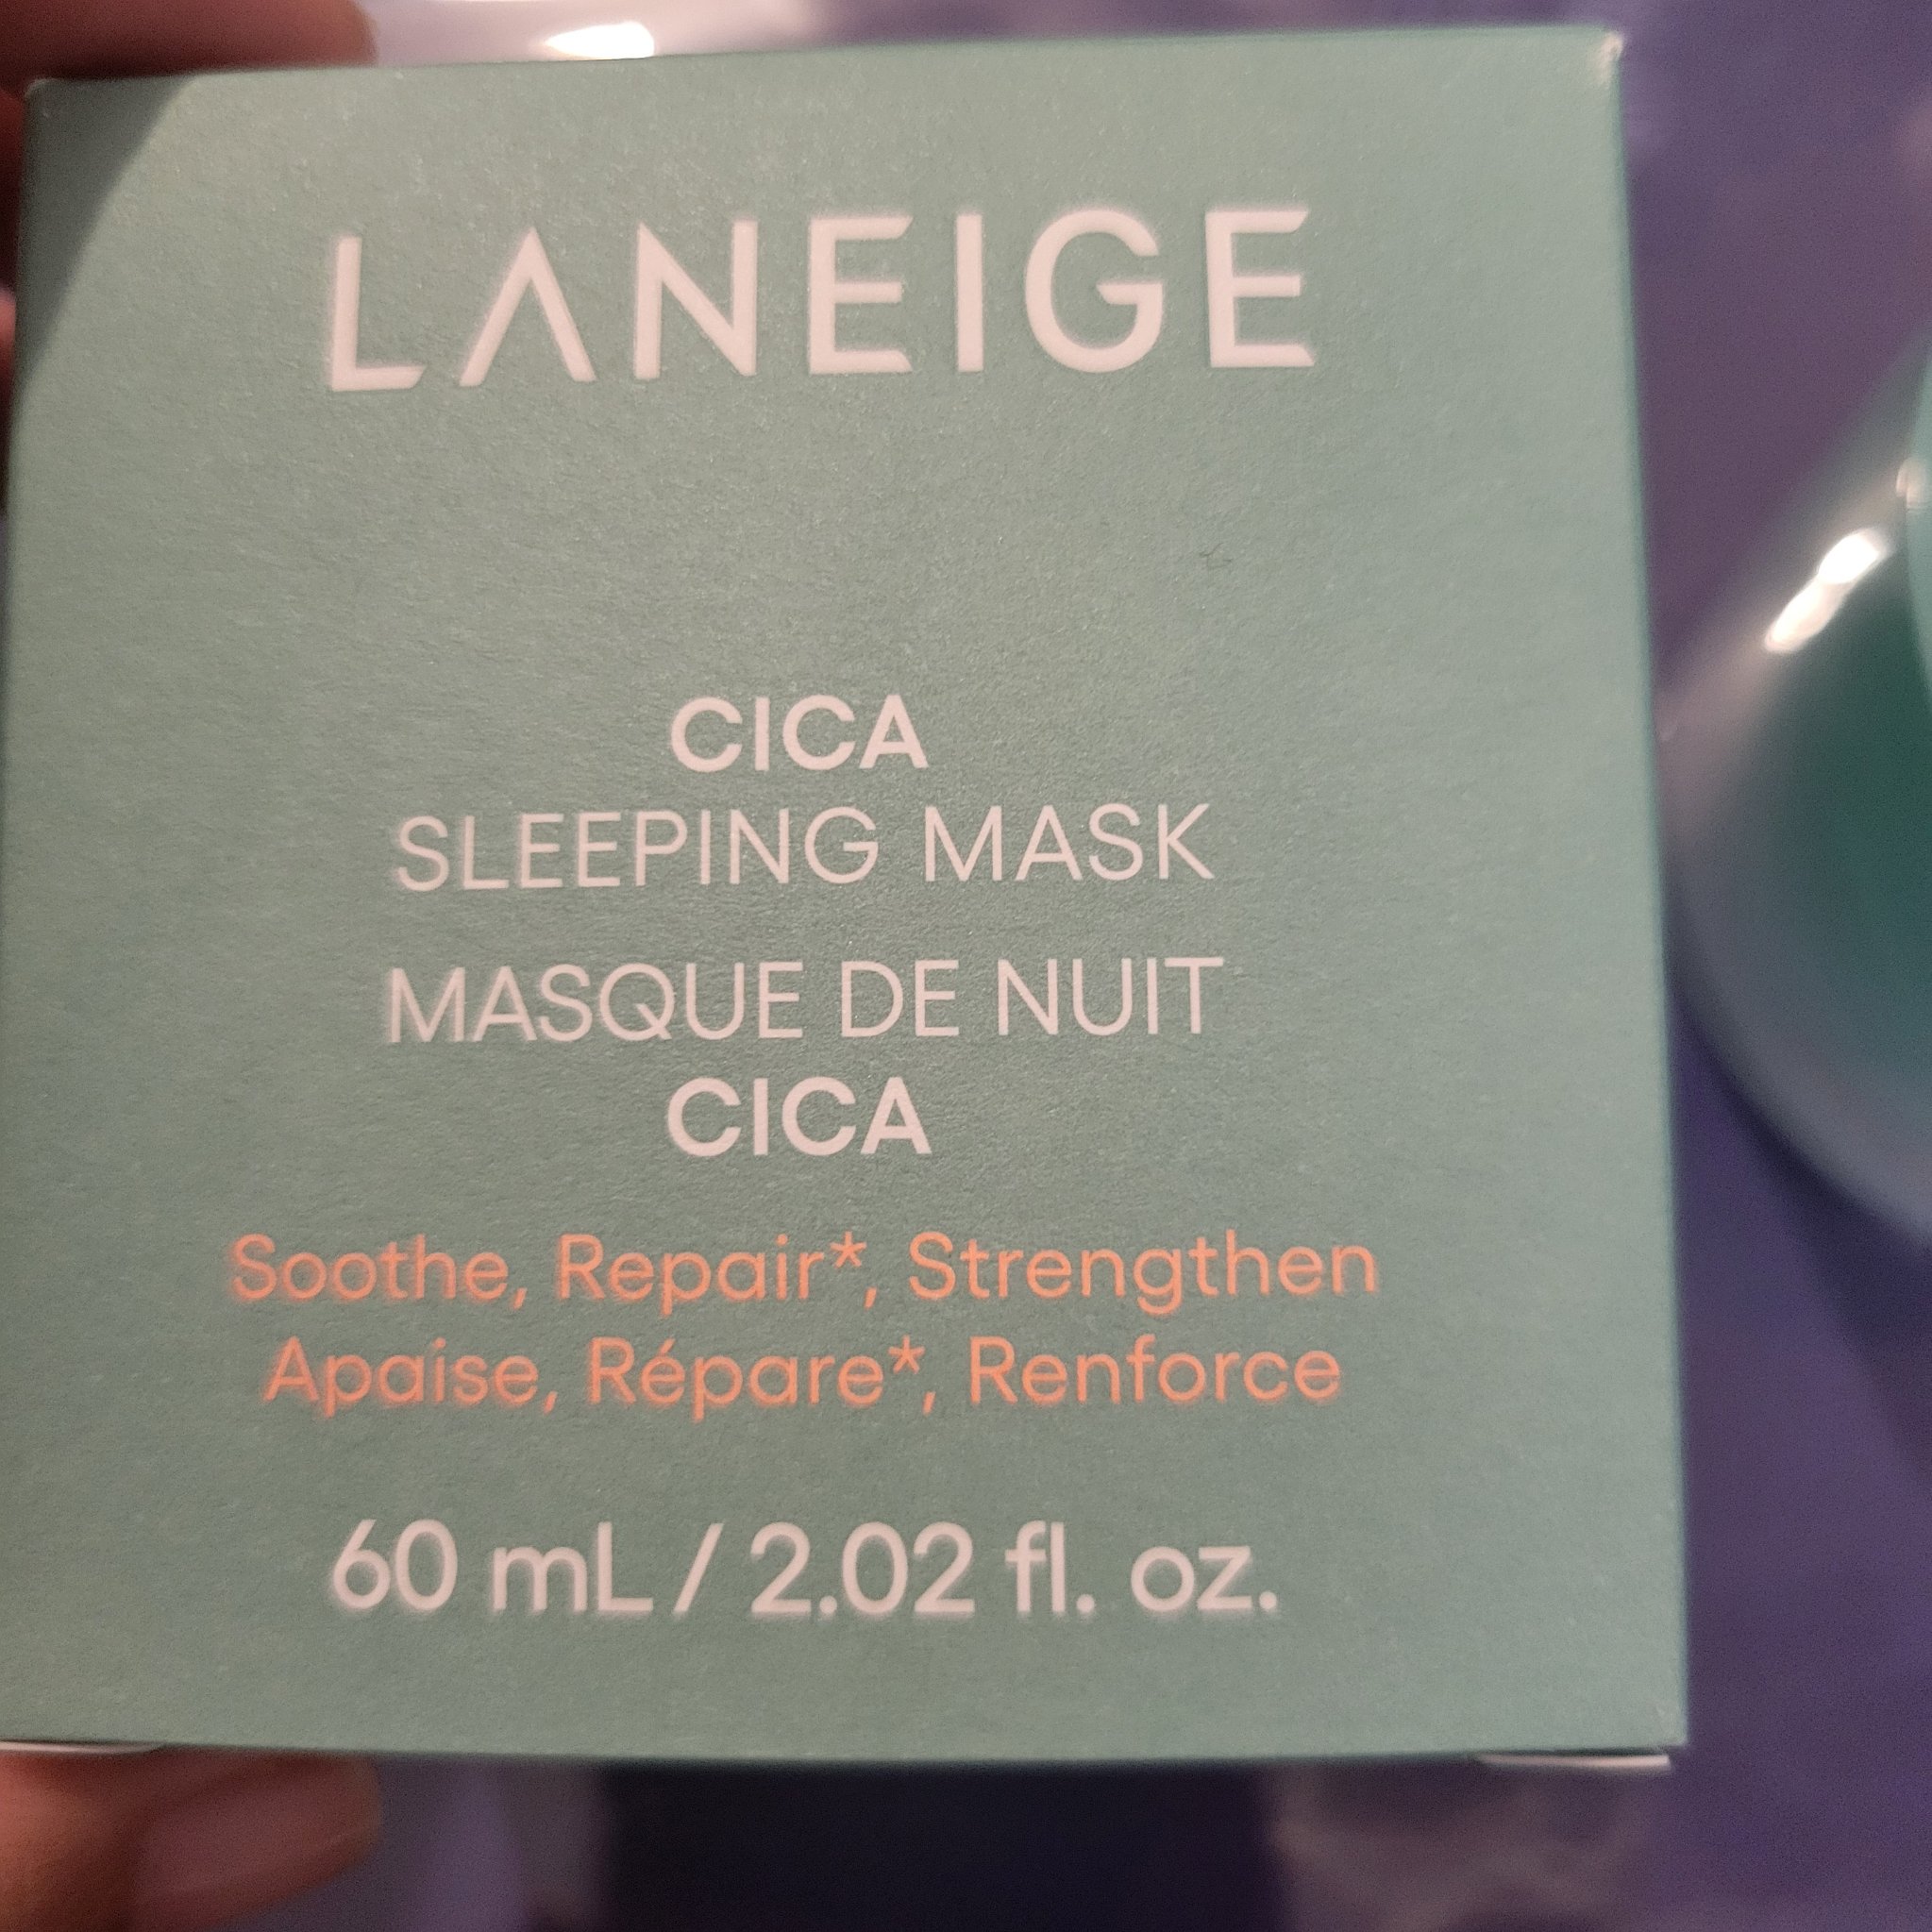 LANEIGE
CICA
SLEEPING MASK
MASQUE DE NUIT
CICA
Soothe, Repair*, Strengthen
Apaise, Répare*, Renforce
60 mL / 2.02 fl. oz.